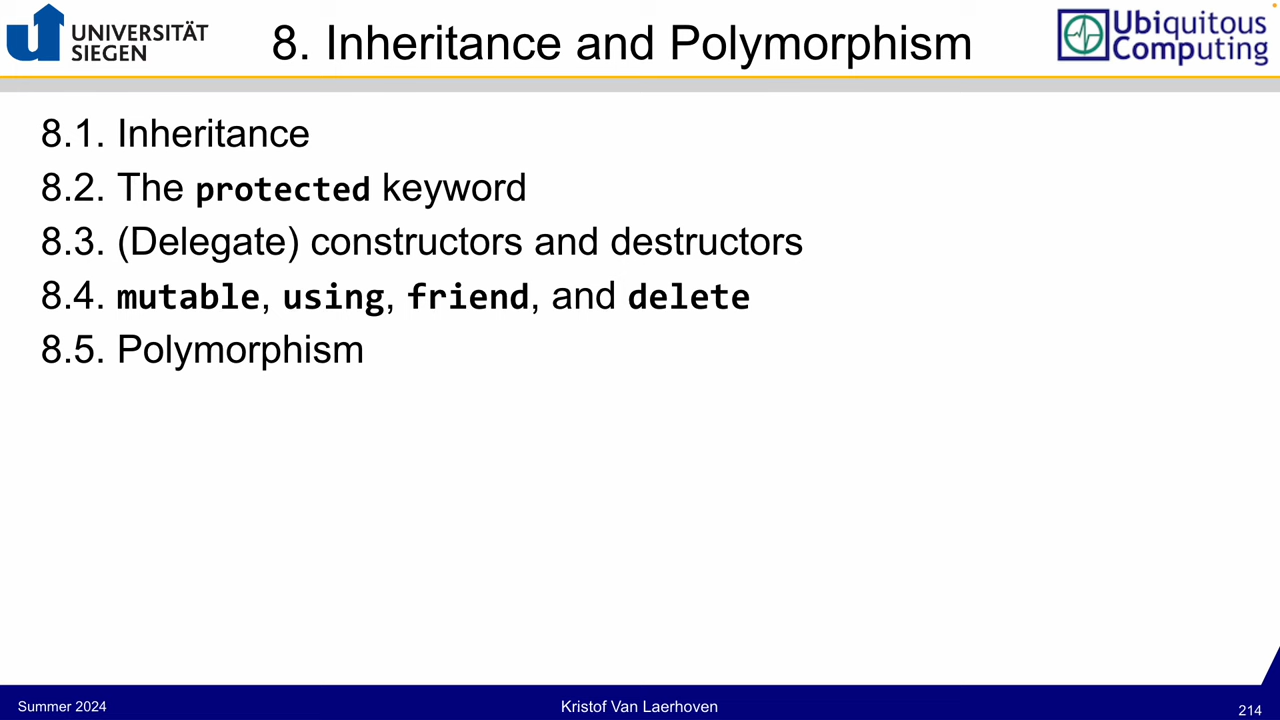 UNIVERSITÄT
SIEGEN
8. Inheritance and Polymorphism
Ubiquitous
Computing
8.1. Inheritance
8.2. The protected keyword
8.3. (Delegate) constructors and destructors
8.4. mutable, using, friend, and delete
8.5. Polymorphism
Summer 2024
Kristof Van Laerhoven
214